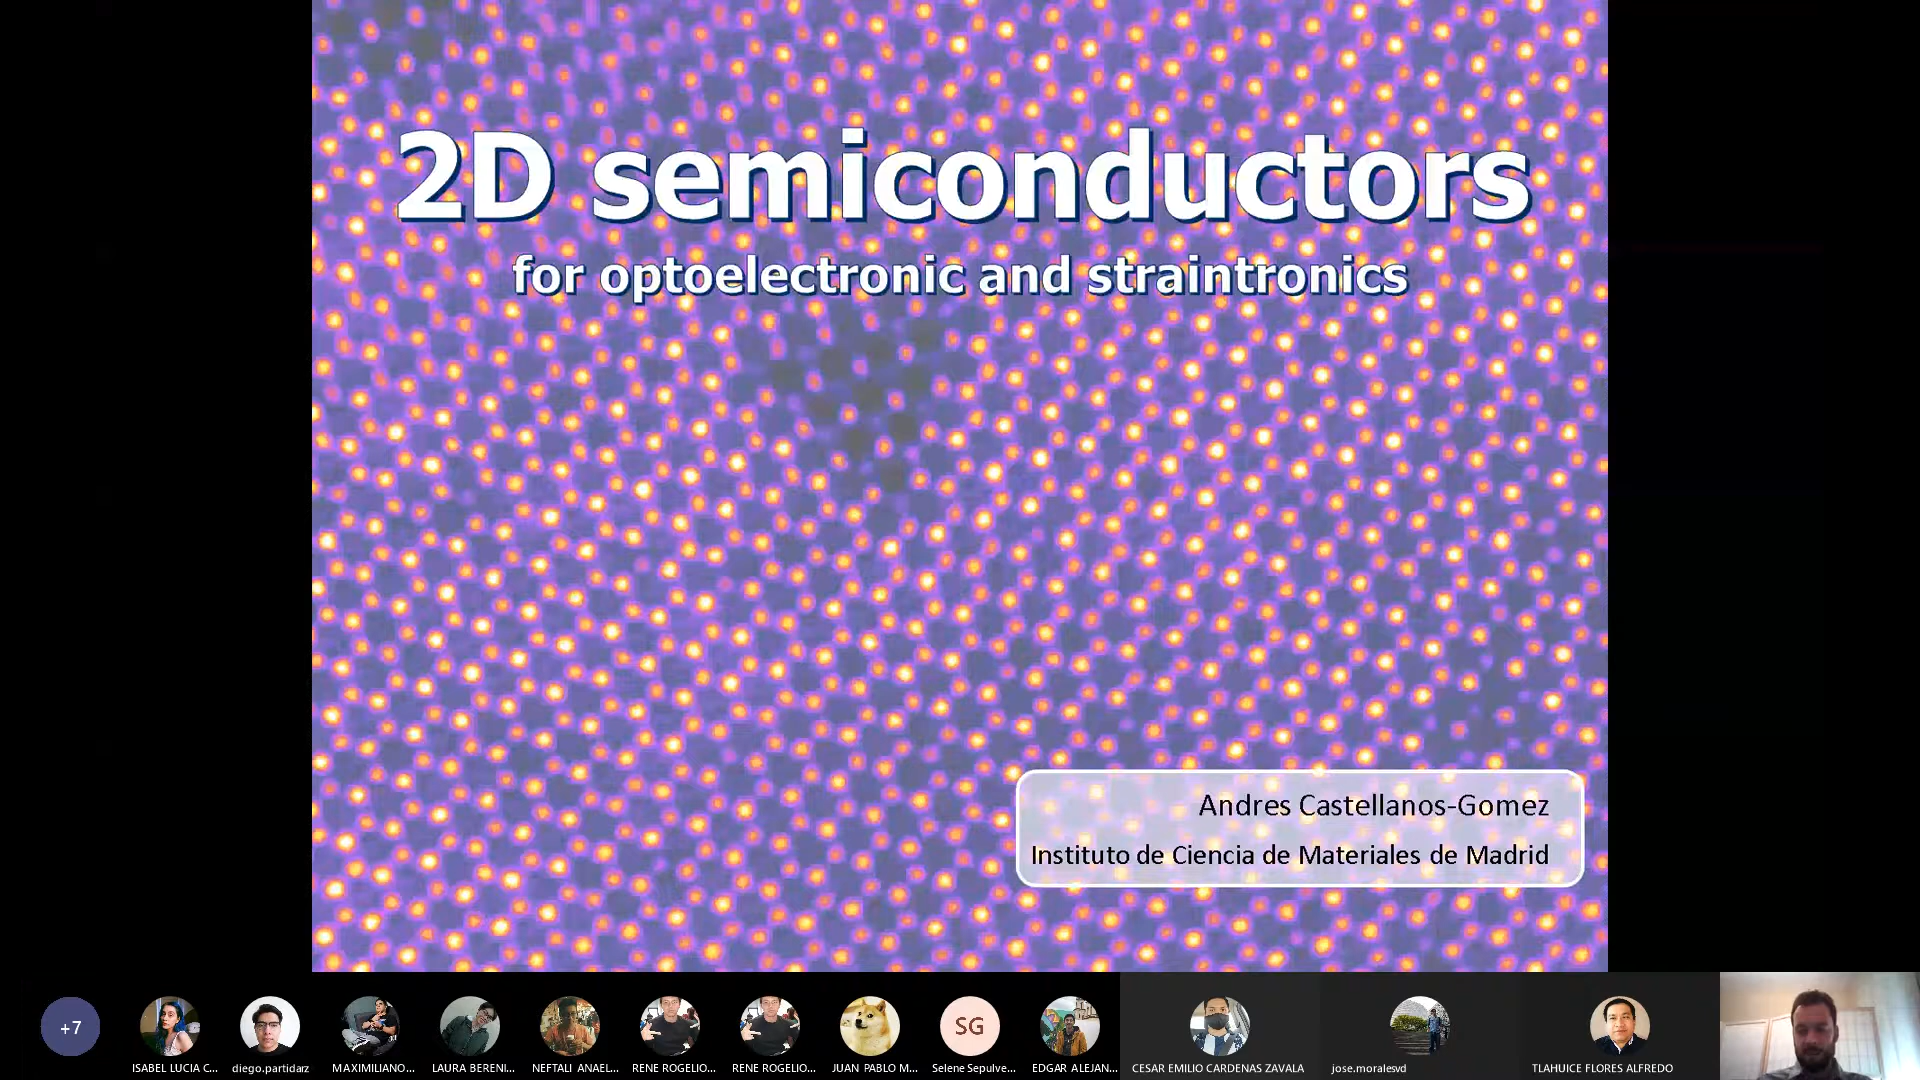 2D semiconductors
for optoelectronic and straintronics
Andres Castellanos-Gomez
Instituto de Ciencia de Materiales de Madrid
+7
ISABEL LUCIA C...
diego.partidarz
MAXIMILIANO...
LAURA BERENI...
NEFTALI ANAEL...
RENE ROGELIO...
RENE ROGELIO...
JUAN PABLO M...
SG
Selene Sepulve...
EDGAR ALEJAN...
CESAR EMILIO CARDENAS ZAVALA
jose.moralesvd
TLAHUICE FLORES ALFREDO